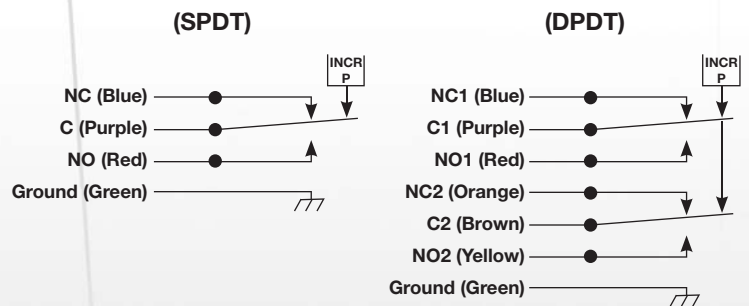 (SPDT)
INCR
P
NC (Blue)
C (Purple)
NO (Red)
Ground (Green)
(DPDT)
INCR
P
NC1 (Blue)
C1 (Purple)
NO1 (Red)
NC2 (Orange)
C2 (Brown)
NO2 (Yellow)
Ground (Green)